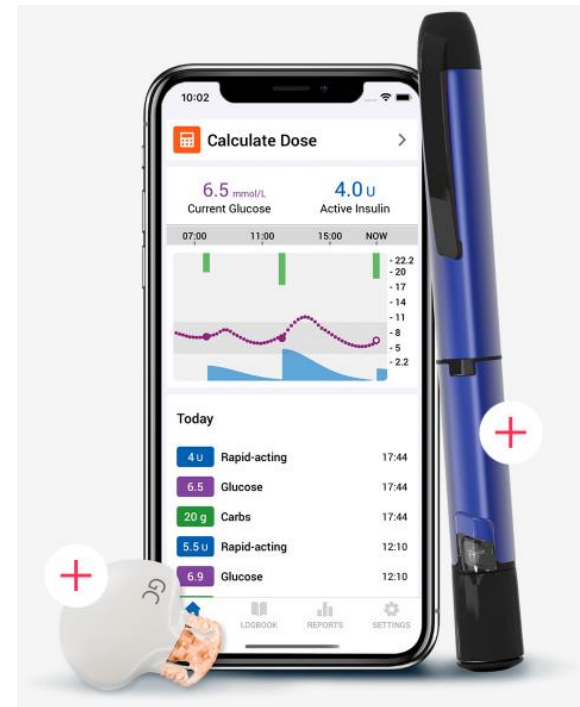 10:02
Calculate Dose
6.5 mmol/L 4.0 U
Current Glucose Active Insulin
07:00 11:00 15:00 NOW
- 22.2
- 20
- 17
- 14
- 11
- 8
- 5
- 2.2
Today
4 U Rapid-acting 17:44
6.5 Glucose 17:44
20 g Carbs 17:44
5.5 U Rapid-acting 12:10
6.9 Glucose 12:10
LOGBOOK REPORTS SETTINGS
GC